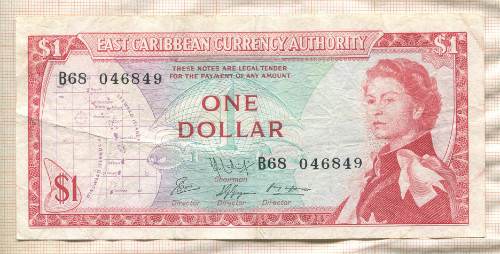 $1 EAST CARIBBEAN CURRENCY AUTHORITY $1
THESE NOTES ARE LEGAL TENDER
FOR THE PAYMENT OF ANY AMOUNT
B68 046849
ONE
DOLLAR
B68 046849
Chairman
$1
Director Director Director